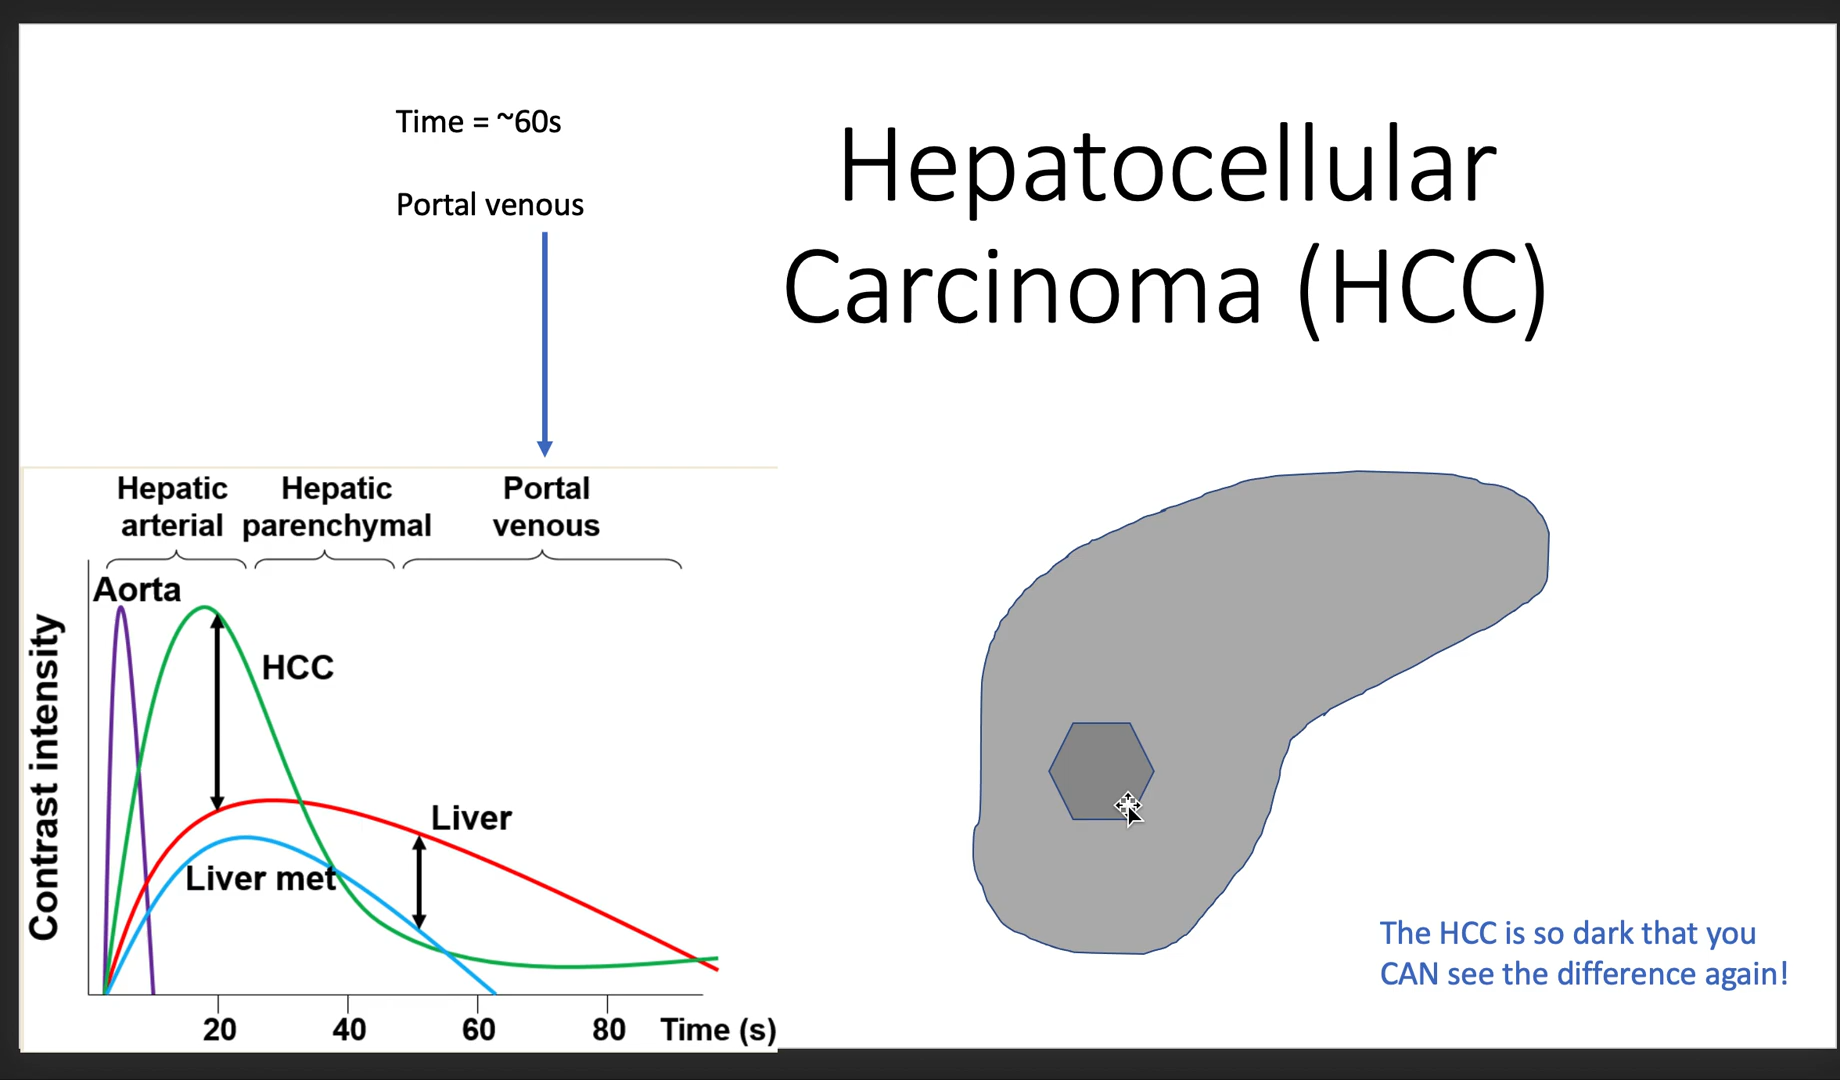 Time = ~60s
Portal venous
Hepatocellular
Carcinoma (HCC)
Hepatic
arterial
Hepatic
parenchymal
Portal
venous
Aorta
HCC
Liver
Liver met
Contrast intensity
20
40
60
80
Time (s)
The HCC is so dark that you
CAN see the difference again!